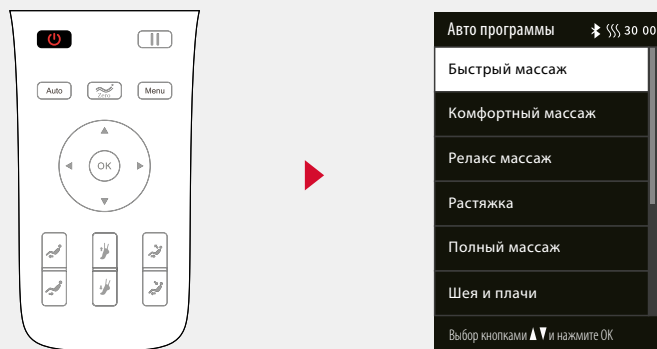 Auto
Zero
Menu
OK
Авто программы 30 00
Быстрый массаж
Комфортный массаж
Релакс массаж
Растяжка
Полный массаж
Шея и плачи
Выбор кнопками ▲▼ и нажмите OK